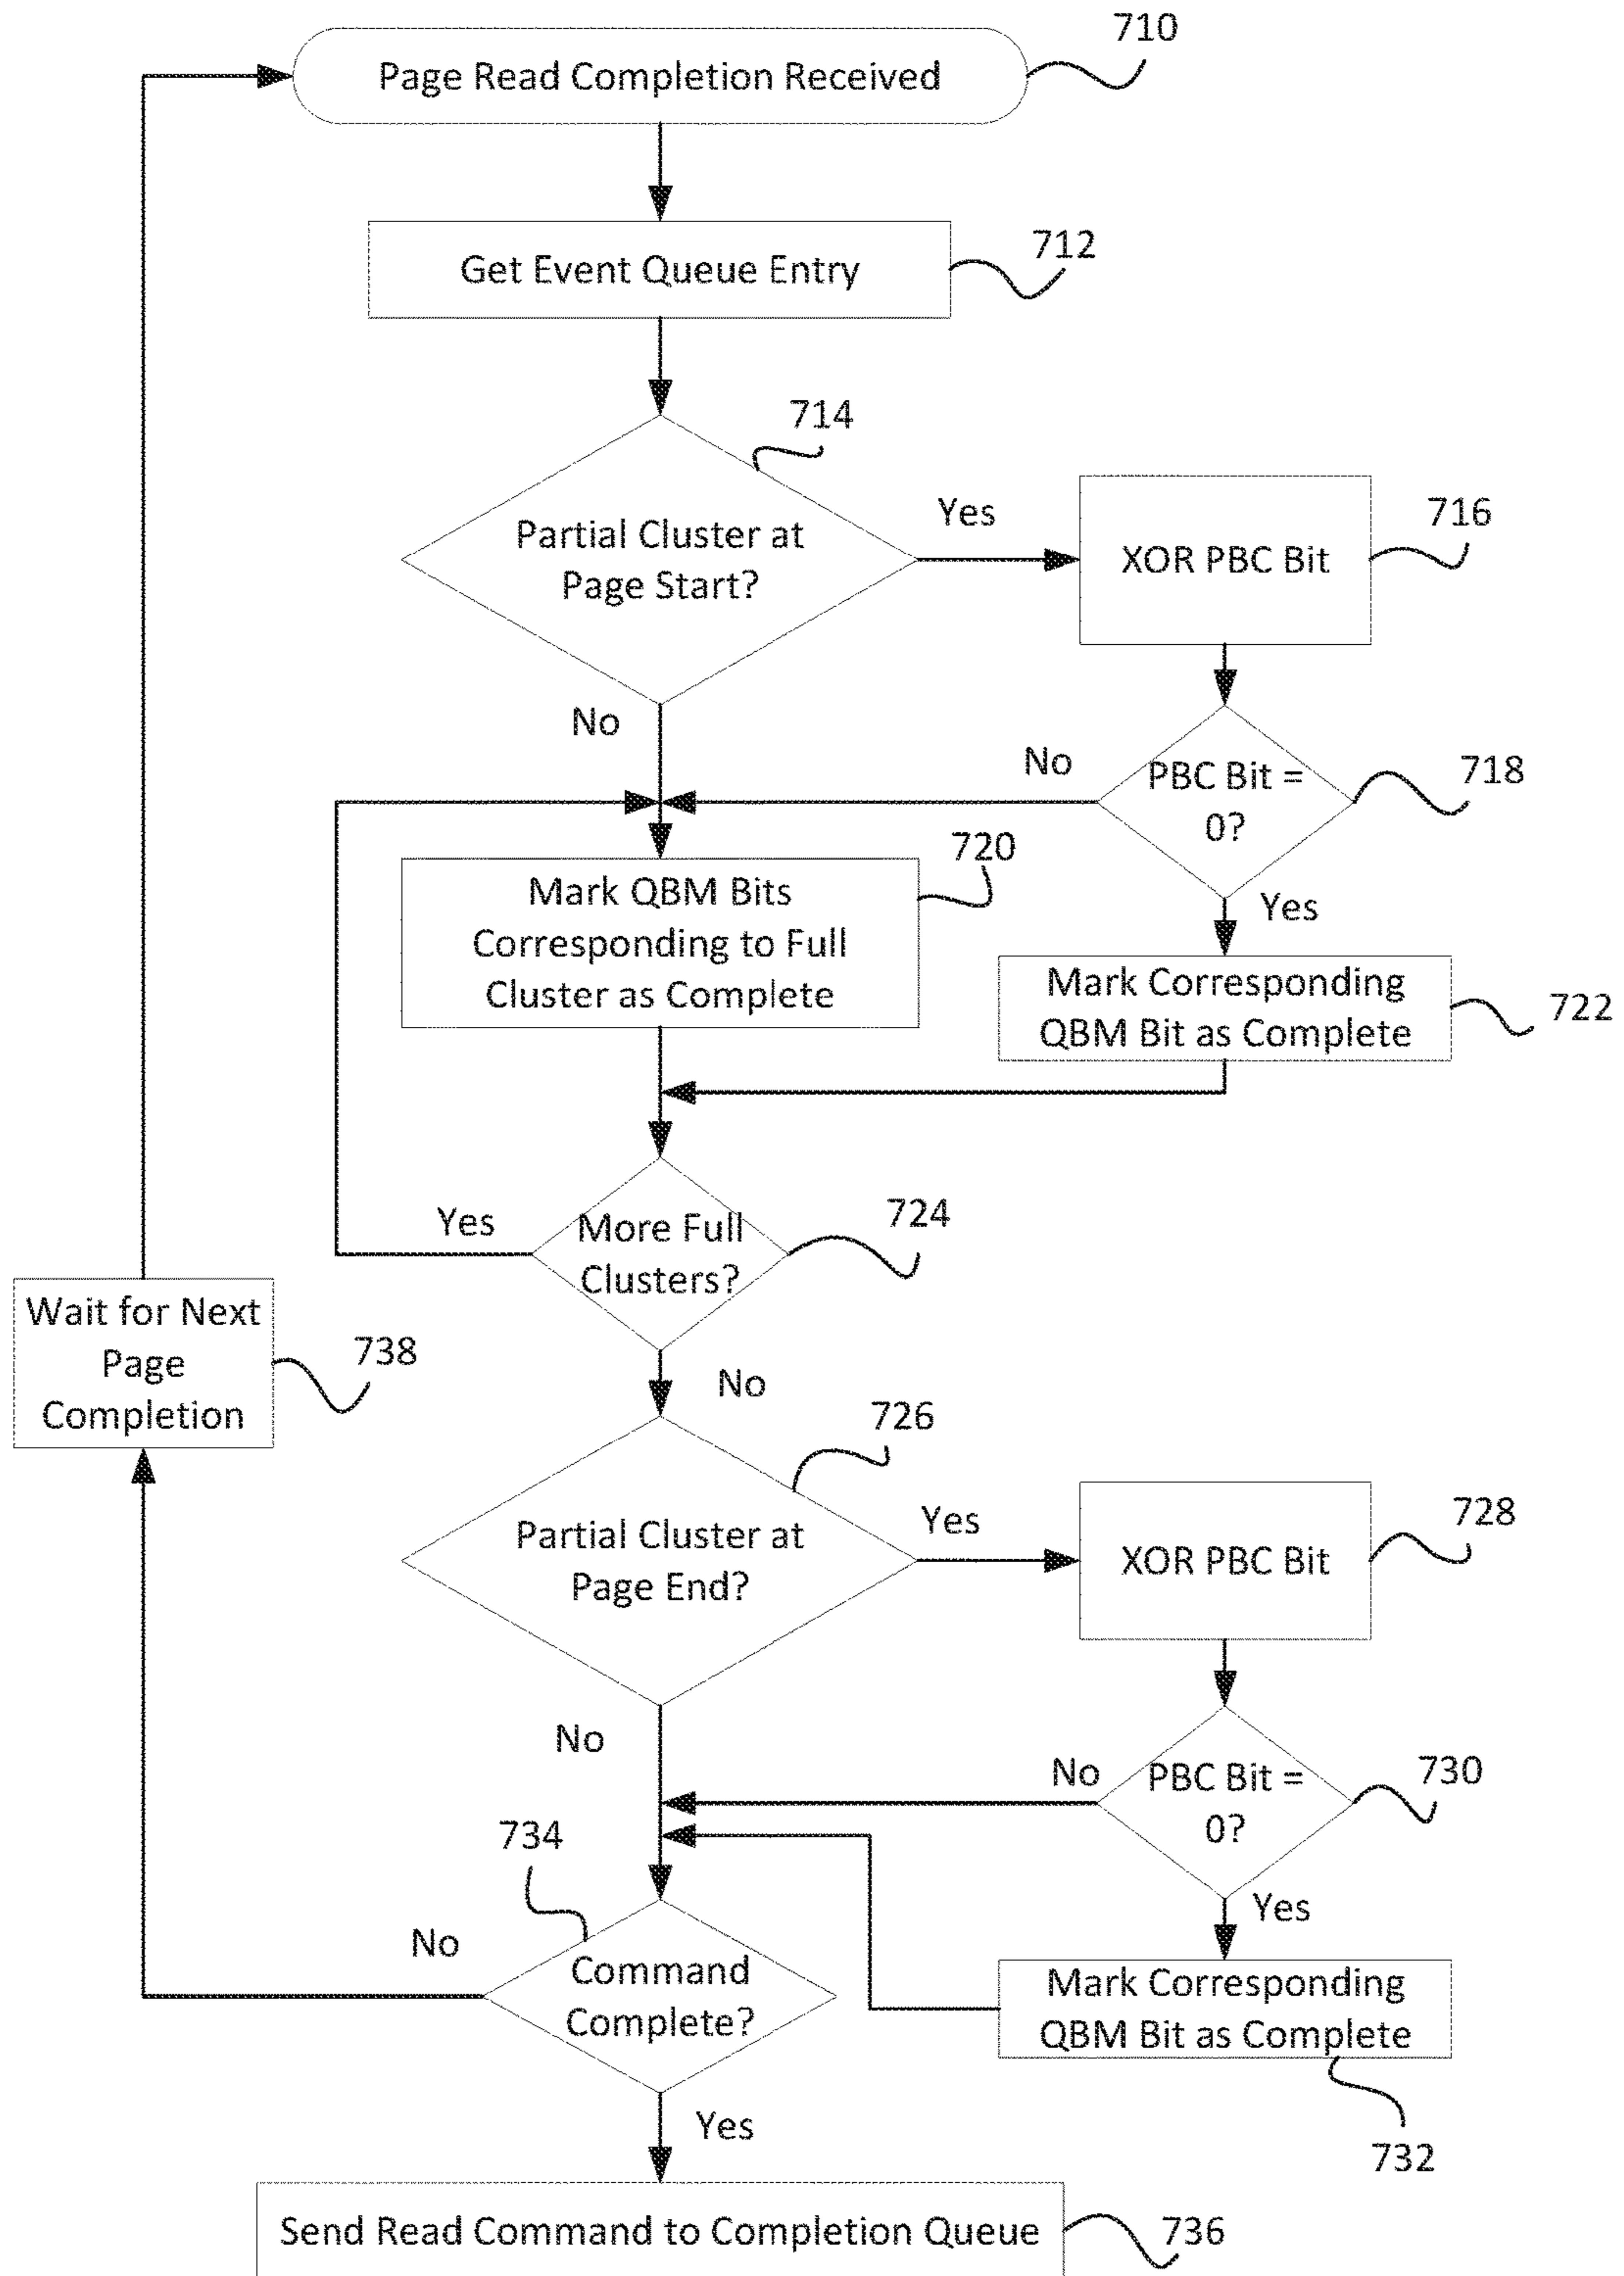 710
Page Read Completion Received
712
Get Event Queue Entry
714
Partial Cluster at
Page Start?
Yes
716
XOR PBC Bit
No
No
PBC Bit =
0?
718
720
Mark QBM Bits
Corresponding to Full
Cluster as Complete
Yes
Mark Corresponding
QBM Bit as Complete
722
Yes
More Full
Clusters?
724
Wait for Next
Page
Completion
738
No
726
Partial Cluster at
Page End?
Yes
728
XOR PBC Bit
No
No
PBC Bit =
0?
730
734
No
Command
Complete?
Yes
Mark Corresponding
QBM Bit as Complete
732
Yes
Send Read Command to Completion Queue
736